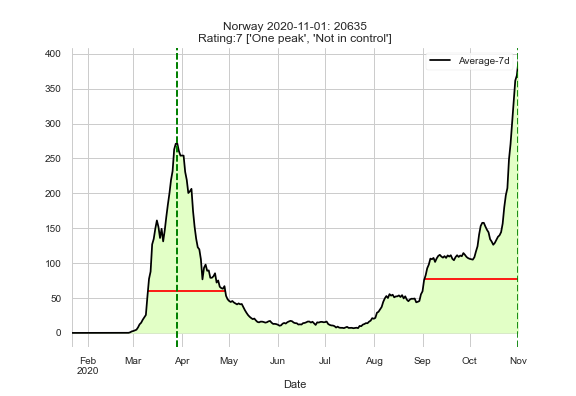 Norway 2020-11-01: 20635
Rating:7 ['One peak', 'Not in control']
Average-7d
400
350
300
250
200
150
100
50
0
Feb Mar Apr May Jun Jul Aug Sep Oct Nov
2020
Date